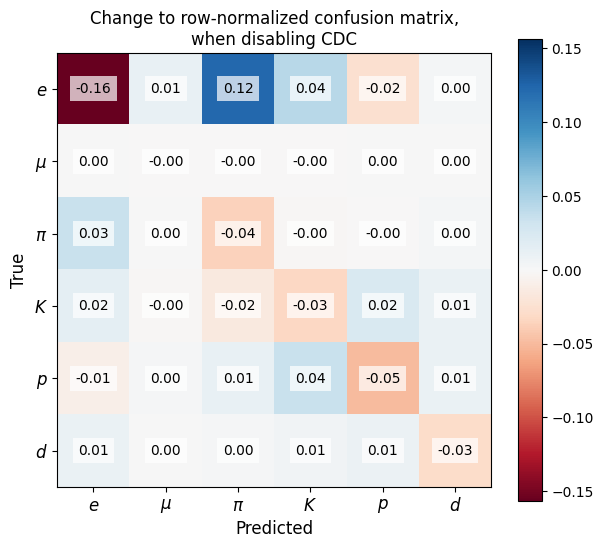 Change to row-normalized confusion matrix,
when disabling CDC
e -0.16 0.01 0.12 0.04 -0.02 0.00
μ 0.00 -0.00 -0.00 -0.00 0.00 0.00
π 0.03 0.00 -0.04 -0.00 -0.00 0.00
K 0.02 -0.00 -0.02 -0.03 0.02 0.01
p -0.01 0.00 0.01 0.04 -0.05 0.01
d 0.01 0.00 0.00 0.01 0.01 -0.03
e μ π K p d
Predicted
True
0.15
0.10
0.05
0.00
−0.05
−0.10
−0.15